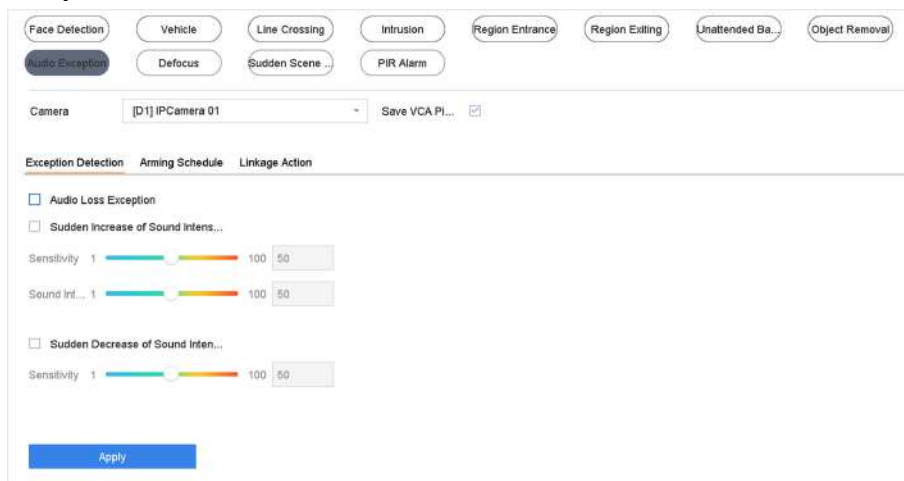 Face Detection Vehicle Line Crossing Intrusion Region Entrance Region Exiting Unattended Ba... Object Removal
Audio Exception Defocus Sudden Scene ... PIR Alarm
Camera [D1] IPCamera 01 Save VCA Pi...
Exception Detection Arming Schedule Linkage Action
Audio Loss Exception
Sudden Increase of Sound Intens...
Sensitivity 1 100 50
Sound Int... 1 100 50
Sudden Decrease of Sound Inten...
Sensitivity 1 100 50
Apply